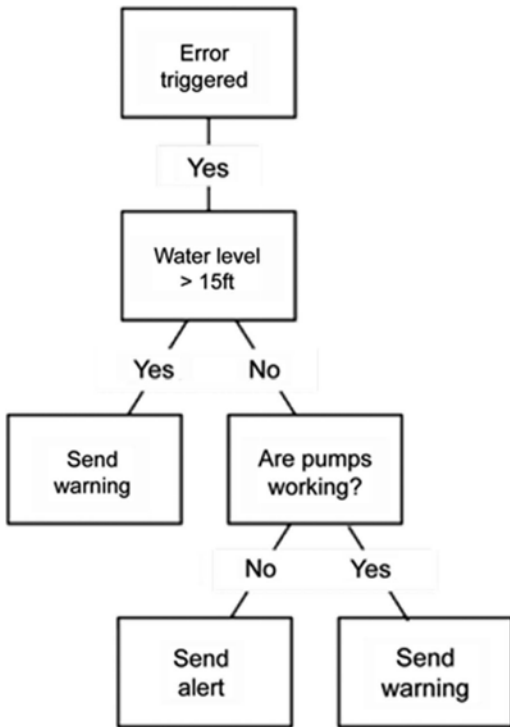 Error
triggered
Yes
Water level
> 15ft
Yes
No
Send
warning
Are pumps
working?
No
Yes
Send
alert
Send
warning